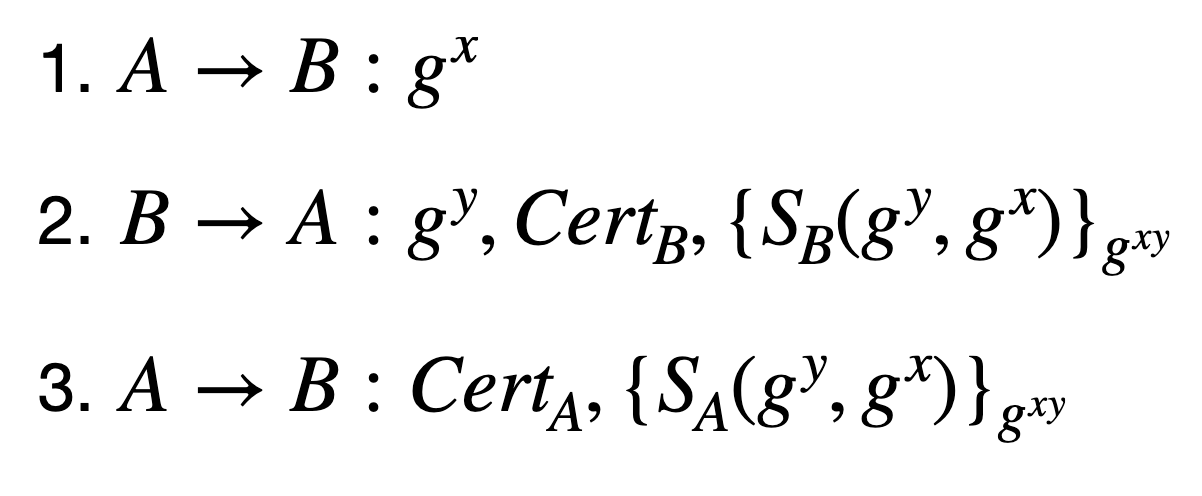 1. A → B : g^x
2. B → A : g^y, Cert_B, {S_B(g^y, g^x)}_{g^{xy}}
3. A → B : Cert_A, {S_A(g^y, g^x)}_{g^{xy}}